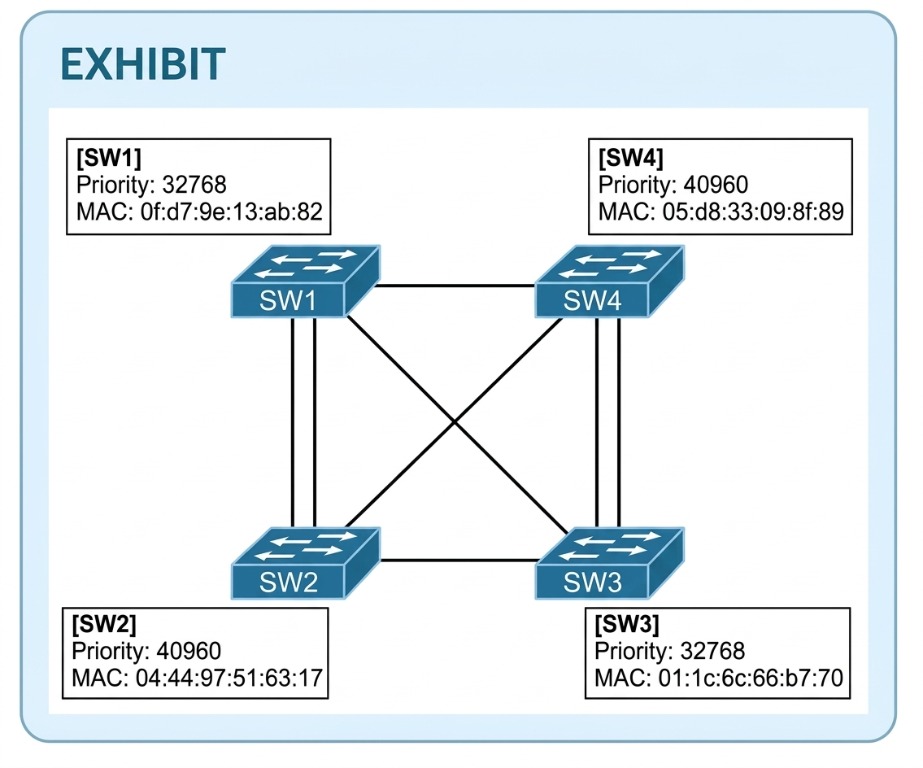 EXHIBIT
[SW1]
Priority: 32768
MAC: 0f:d7:9e:13:ab:82
[SW4]
Priority: 40960
MAC: 05:d8:33:09:8f:89
SW1
SW4
SW2
SW3
[SW2]
Priority: 40960
MAC: 04:44:97:51:63:17
[SW3]
Priority: 32768
MAC: 01:1c:6c:66:b7:70